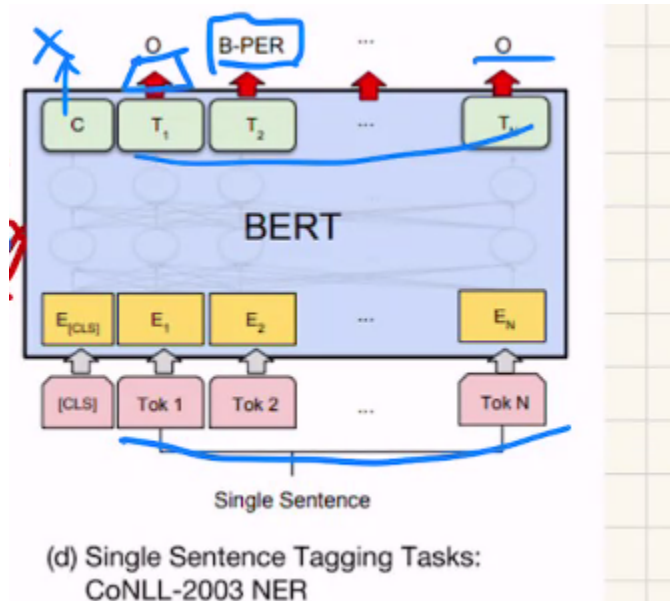 O B-PER ... O
C T1 T2 ... TN
BERT
E[CLS] E1 E2 ... EN
[CLS] Tok 1 Tok 2 ... Tok N
Single Sentence
(d) Single Sentence Tagging Tasks:
CoNLL-2003 NER